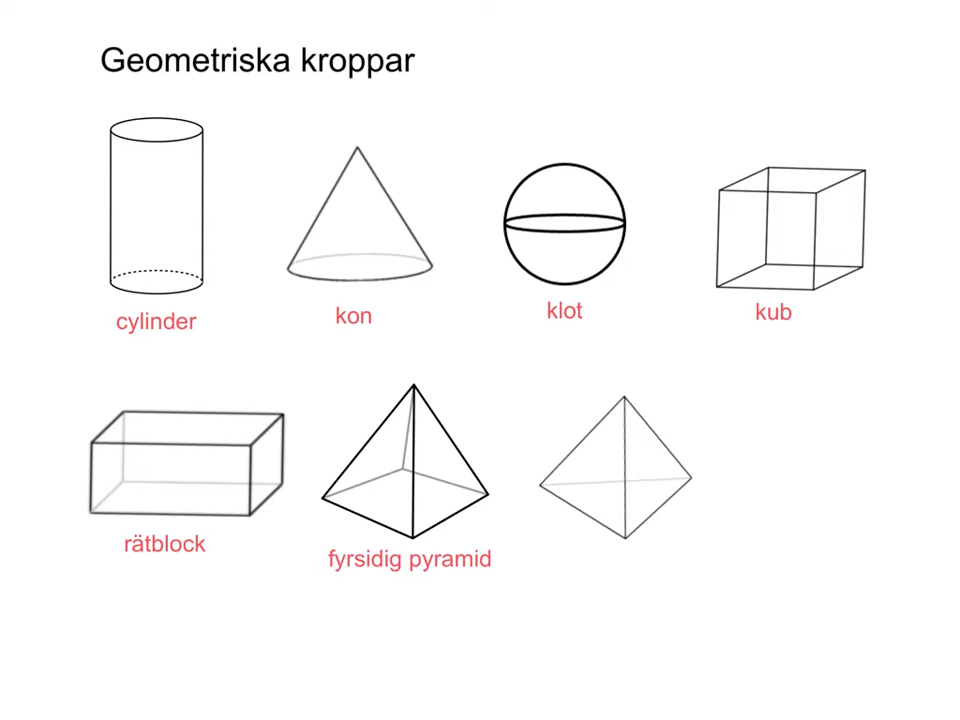 Geometriska kroppar
cylinder
kon
klot
kub
rätblock
fyrsidig pyramid